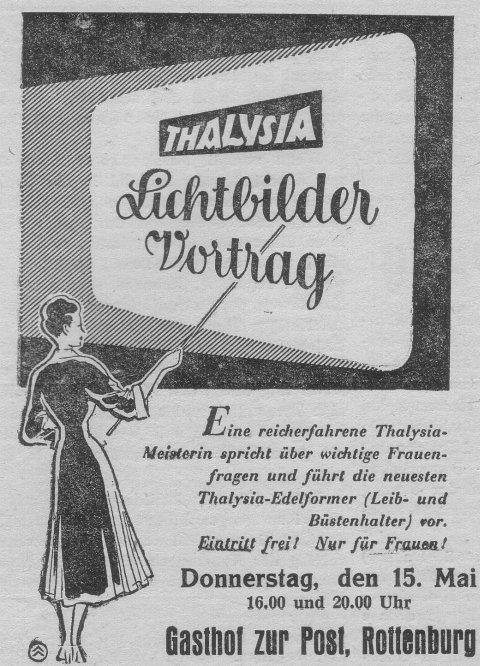 THALYSIA
Lichtbilder
Vortrag
Eine reicherfahrene Thalysia-
Meisterin spricht über wichtige Frauen-
fragen und führt die neuesten
Thalysia-Edelformer (Leib- und
Büstenhalter) vor.
Eintritt frei! Nur für Frauen!
Donnerstag, den 15. Mai
16.00 und 20.00 Uhr
Gasthof zur Post, Rottenburg